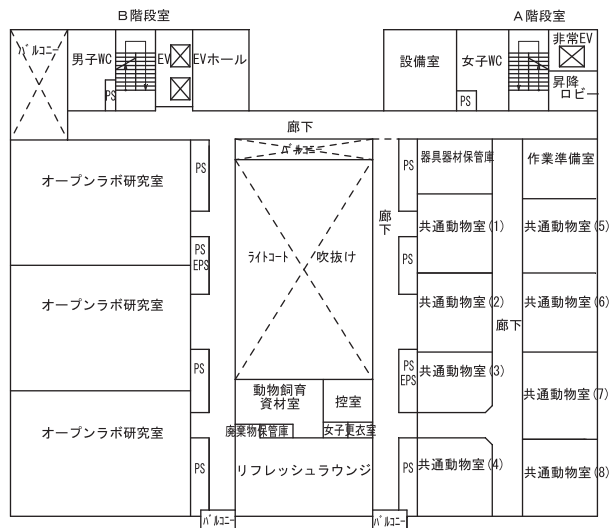 B階段室
A階段室
バルコニー
男子WC
PS
EV
EVホール
設備室
女子WC
PS
非常EV
昇降
ロビー
廊下
バルコニー
オープンラボ研究室
PS
PS
器具器材保管庫
作業準備室
廊下
共通動物室(1)
共通動物室(5)
PS
EPS
PS
ライトコート
吹抜け
オープンラボ研究室
共通動物室(2)
共通動物室(6)
廊下
PS
PS
EPS
共通動物室(3)
共通動物室(7)
動物飼育
資材室
控室
廃棄物保管庫
女子更衣室
オープンラボ研究室
PS
リフレッシュラウンジ
PS
共通動物室(4)
共通動物室(8)
バルコニー
バルコニー